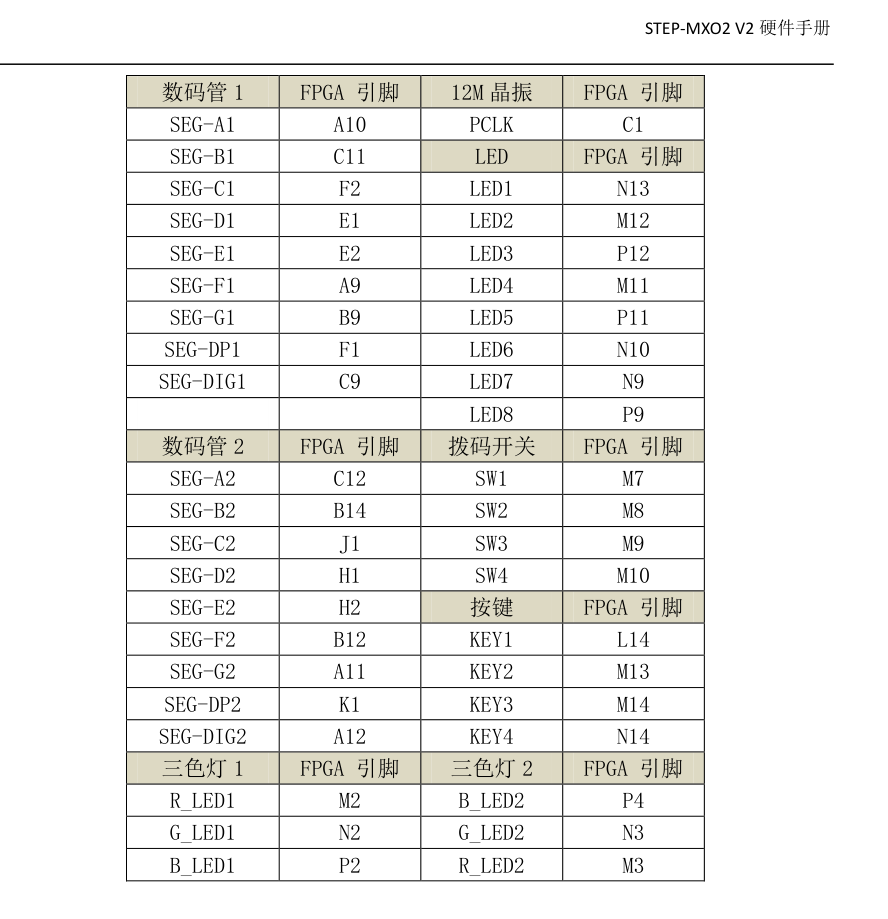 STEP-MXO2 V2 硬件手册
数码管 1 FPGA 引脚 12M 晶振 FPGA 引脚
SEG-A1 A10 PCLK C1
SEG-B1 C11 LED FPGA 引脚
SEG-C1 F2 LED1 N13
SEG-D1 E1 LED2 M12
SEG-E1 E2 LED3 P12
SEG-F1 A9 LED4 M11
SEG-G1 B9 LED5 P11
SEG-DP1 F1 LED6 N10
SEG-DIG1 C9 LED7 N9
LED8 P9
数码管 2 FPGA 引脚 拨码开关 FPGA 引脚
SEG-A2 C12 SW1 M7
SEG-B2 B14 SW2 M8
SEG-C2 J1 SW3 M9
SEG-D2 H1 SW4 M10
SEG-E2 H2 按键 FPGA 引脚
SEG-F2 B12 KEY1 L14
SEG-G2 A11 KEY2 M13
SEG-DP2 K1 KEY3 M14
SEG-DIG2 A12 KEY4 N14
三色灯 1 FPGA 引脚 三色灯 2 FPGA 引脚
R_LED1 M2 B_LED2 P4
G_LED1 N2 G_LED2 N3
B_LED1 P2 R_LED2 M3